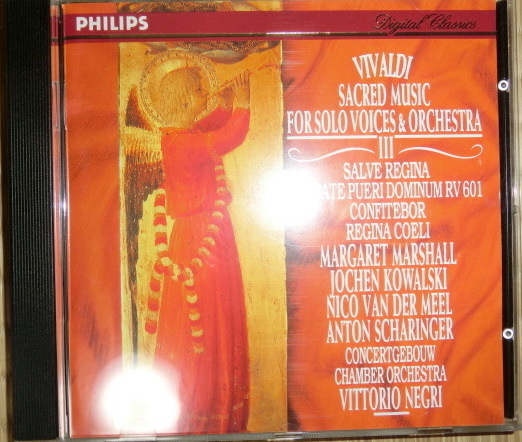 PHILIPS
Digital Classics
VIVALDI
SACRED MUSIC
FOR SOLO VOICES & ORCHESTRA
III
SALVE REGINA
ATE PUERI DOMINUM RV 601
CONFITEBOR
REGINA COELI
MARGARET MARSHALL
JOCHEN KOWALSKI
NICO VAN DER MEEL
ANTON SCHARINGER
CONCERTGEBOUW
CHAMBER ORCHESTRA
VITTORIO NEGRI